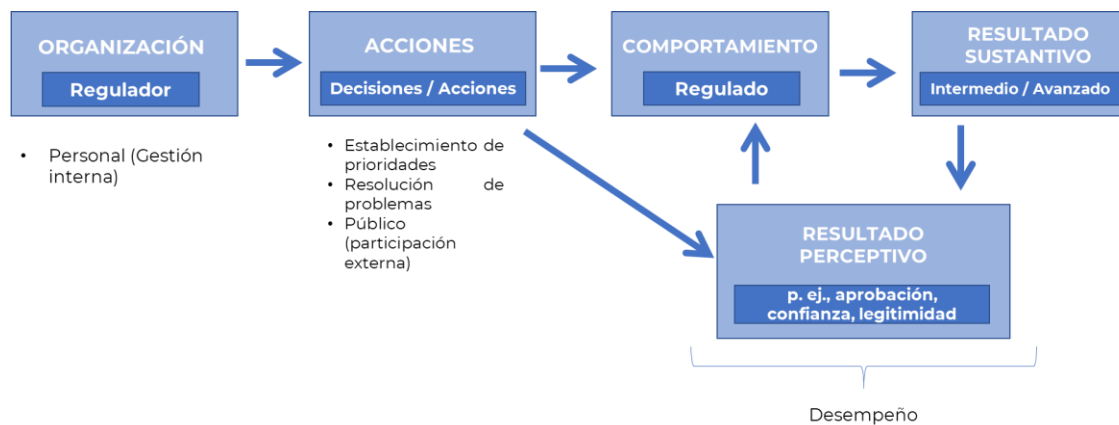 ORGANIZACIÓN
Regulador
• Personal (Gestión
interna)
ACCIONES
Decisiones / Acciones
• Establecimiento de
prioridades
• Resolución de
problemas
• Público
(participación
externa)
COMPORTAMIENTO
Regulado
RESULTADO
SUSTANTIVO
Intermedio / Avanzado
RESULTADO
PERCEPTIVO
p. ej., aprobación,
confianza, legitimidad
Desempeño